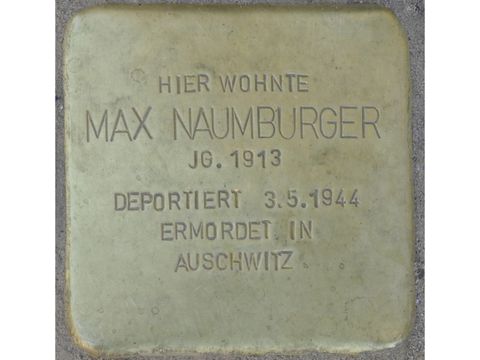 HIER WOHNTE
MAX NAUMBURGER
JG. 1913
DEPORTIERT 3.5.1944
ERMORDET IN
AUSCHWITZ